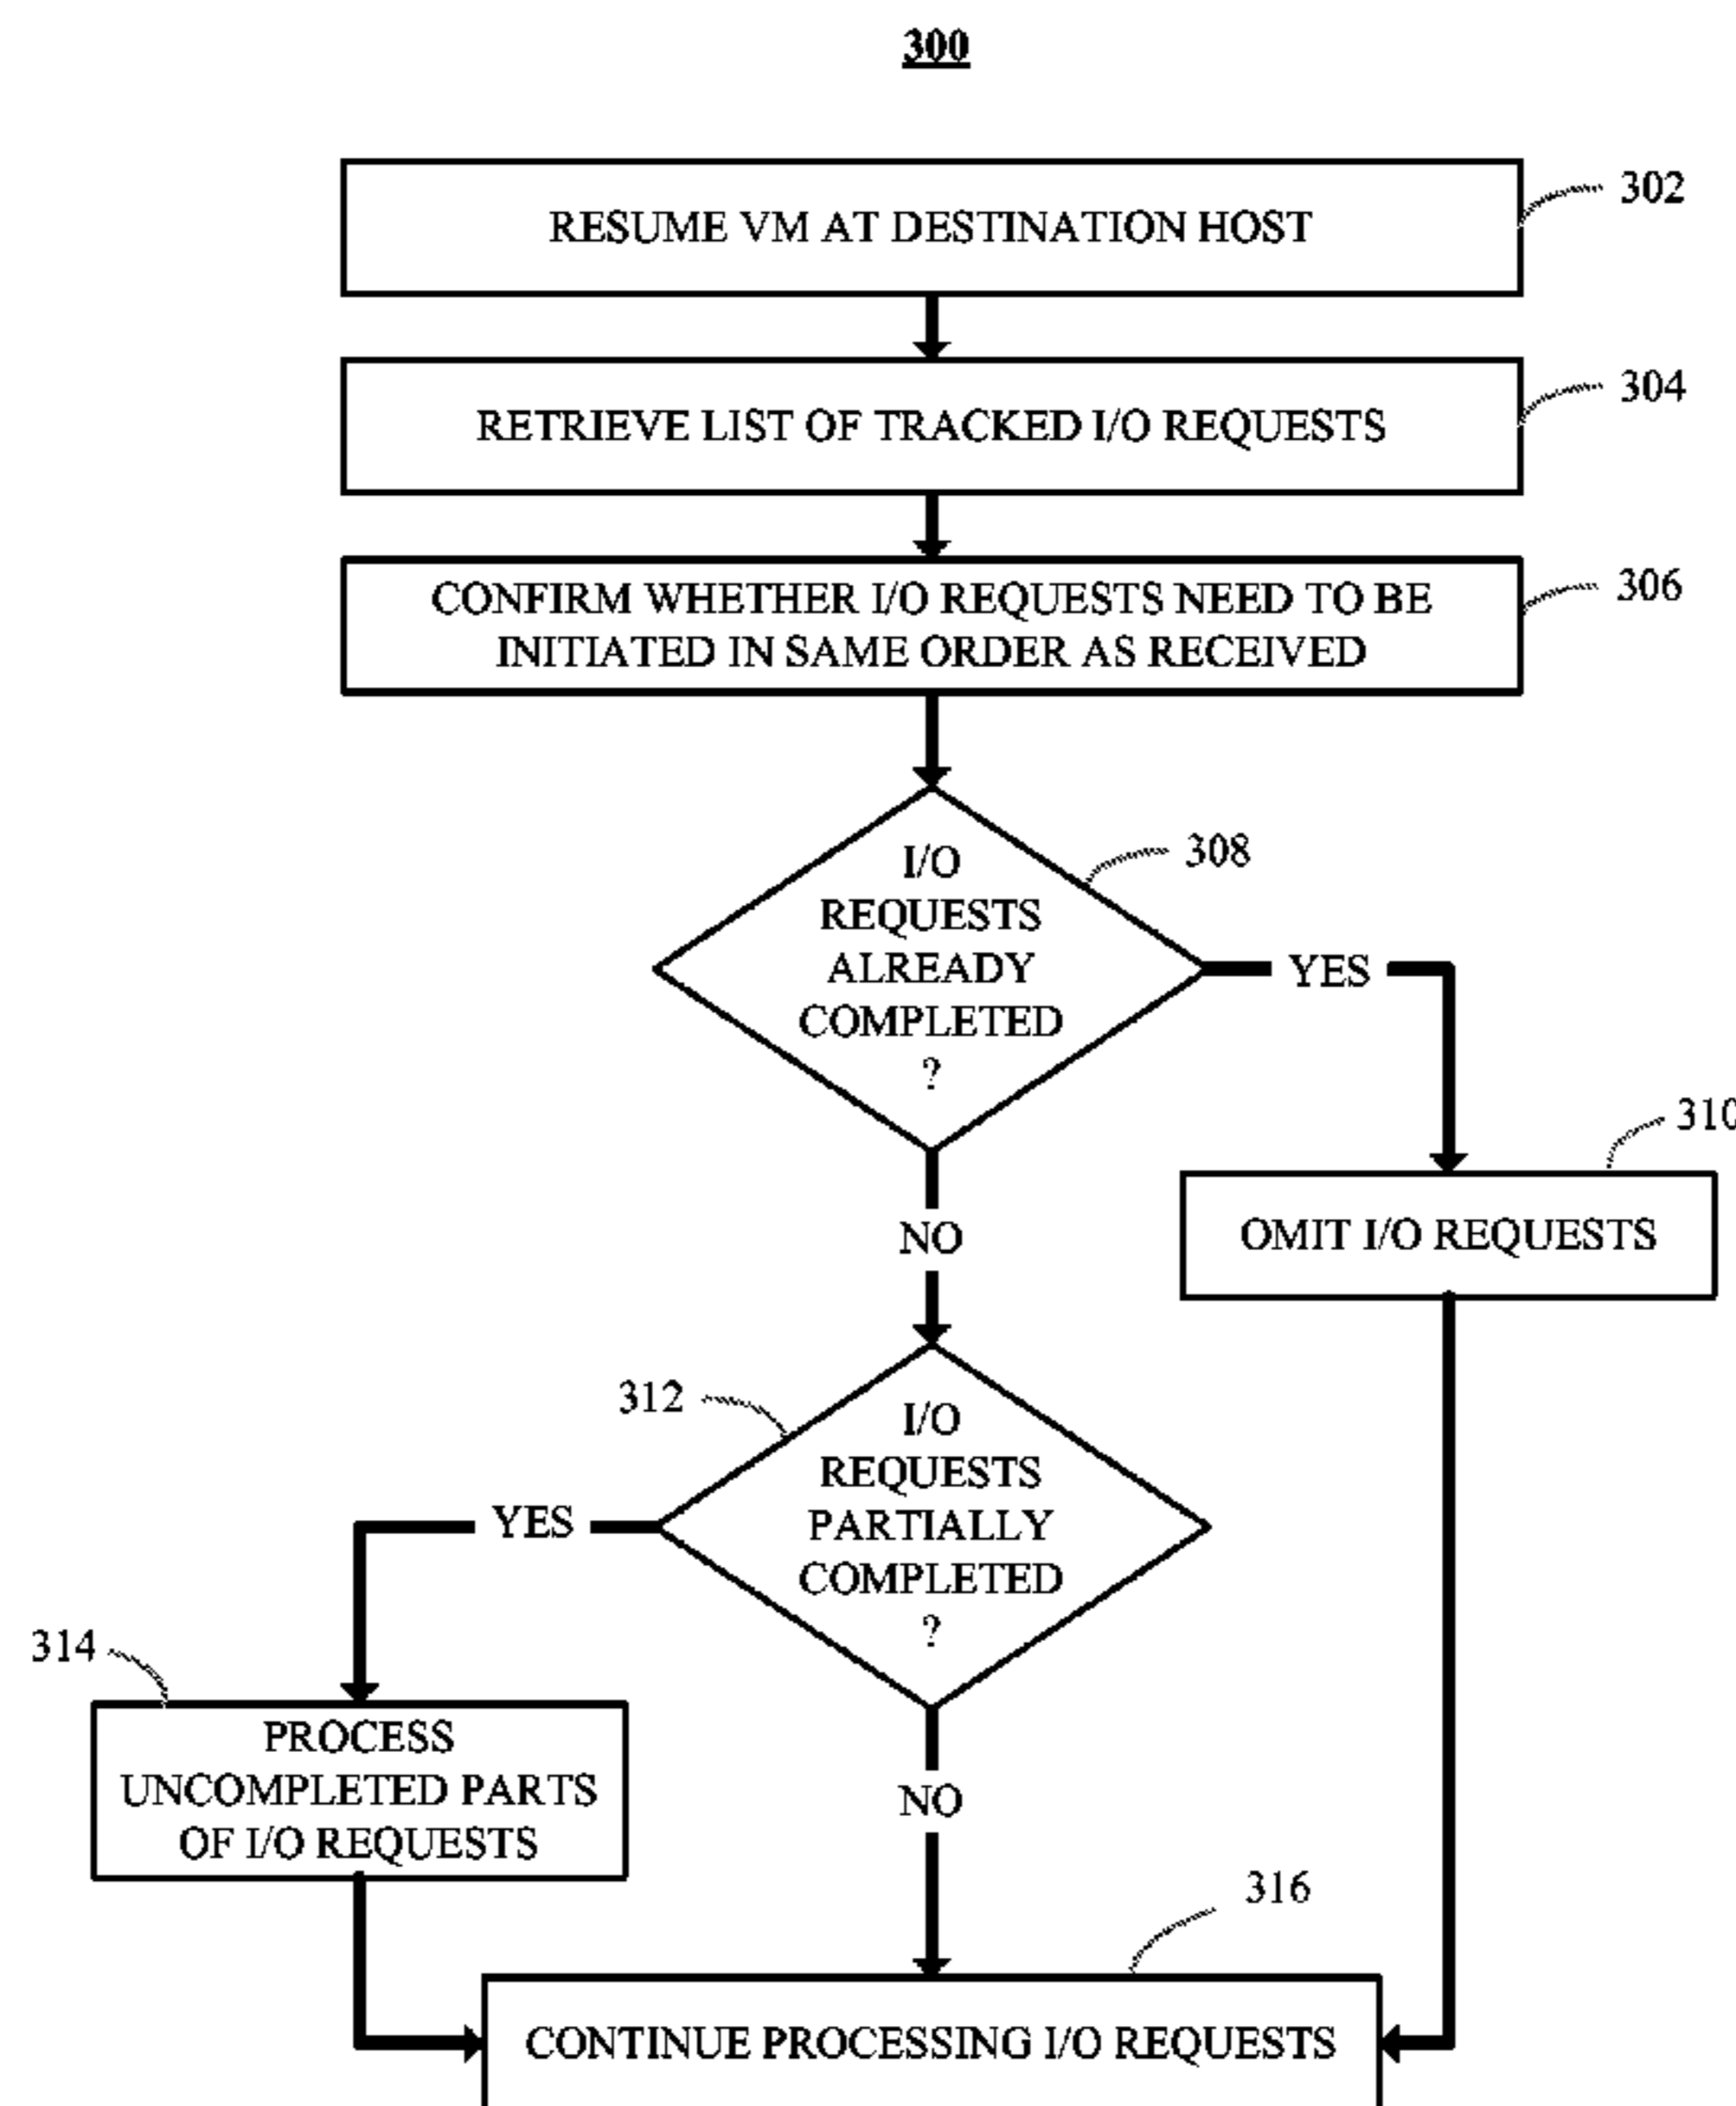 300
RESUME VM AT DESTINATION HOST
302
RETRIEVE LIST OF TRACKED I/O REQUESTS
304
CONFIRM WHETHER I/O REQUESTS NEED TO BE
INITIATED IN SAME ORDER AS RECEIVED
306
I/O
REQUESTS
ALREADY
COMPLETED
?
308
YES
310
OMIT I/O REQUESTS
NO
312
I/O
REQUESTS
PARTIALLY
COMPLETED
?
YES
314
PROCESS
UNCOMPLETED PARTS
OF I/O REQUESTS
NO
316
CONTINUE PROCESSING I/O REQUESTS